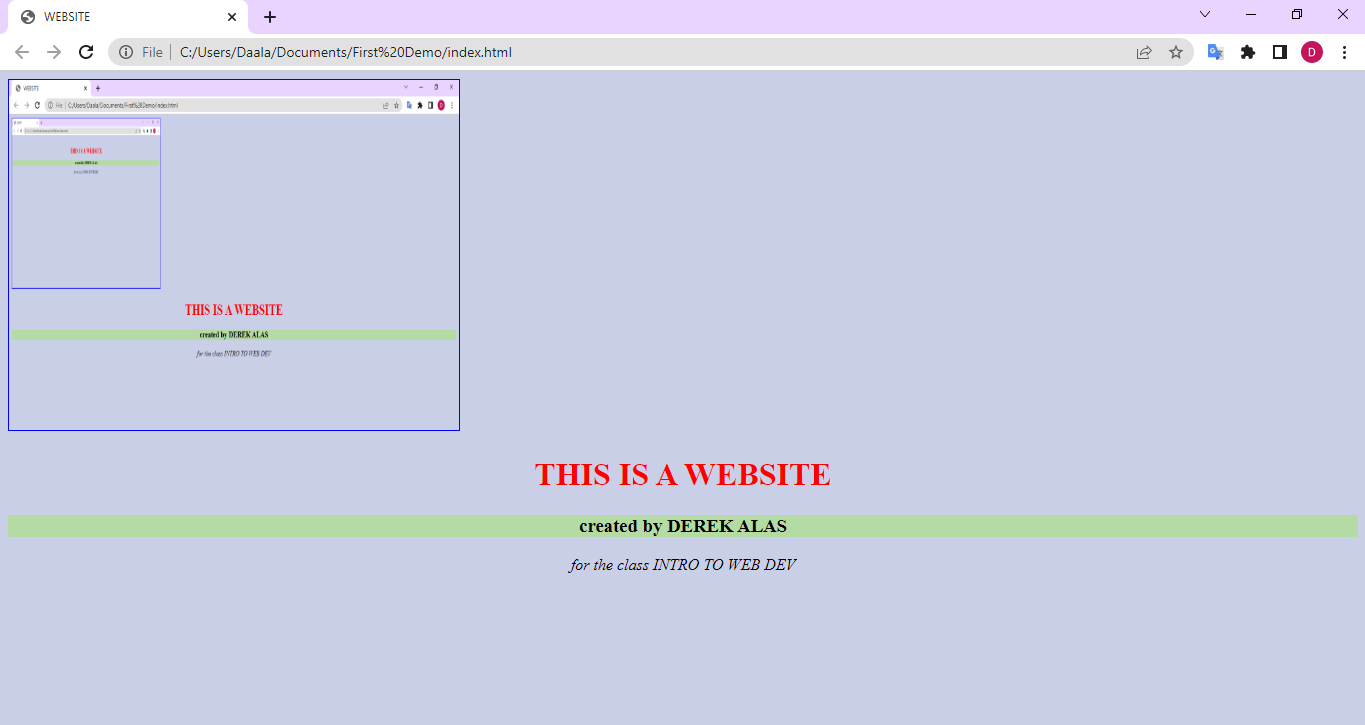 WEBSITE
File C:/Users/Daala/Documents/First%20Demo/index.html
D
WEBSITE
File C:/Users/Daala/Documents/First%20Demo/index.html
THIS IS A WEBSITE
created by DEREK ALAS
for the class INTRO TO WEB DEV
THIS IS A WEBSITE
created by DEREK ALAS
for the class INTRO TO WEB DEV
THIS IS A WEBSITE
created by DEREK ALAS
for the class INTRO TO WEB DEV